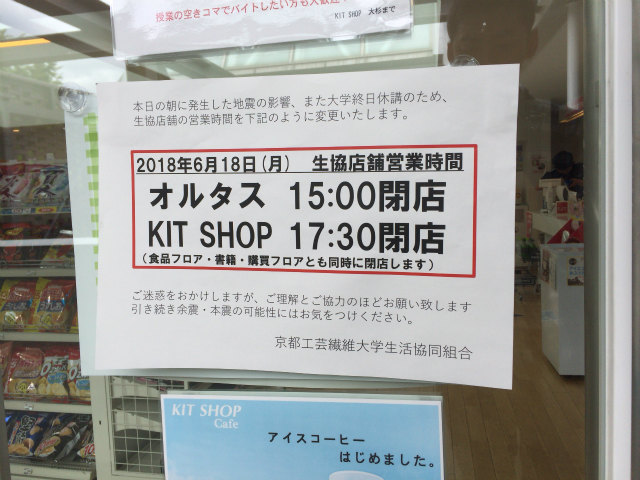 授業の空きコマでバイトしたい方も大歓迎
KIT SHOP 大杉まで
本日の朝に発生した地震の影響、また大学終日休講のため、
生協店舗の営業時間を下記のように変更いたします。
2018年6月18日(月) 生協店舗営業時間
オルタス 15:00閉店
KIT SHOP 17:30閉店
(食品フロア・書籍・購買フロアとも同時に閉店します)
ご迷惑をおかけしますが、ご理解とご協力のほどお願い致します
引き続き余震・本震の可能性にはお気をつけください。
京都工芸繊維大学生活協同組合
KIT SHOP
Cafe
アイスコーヒー
はじめました。